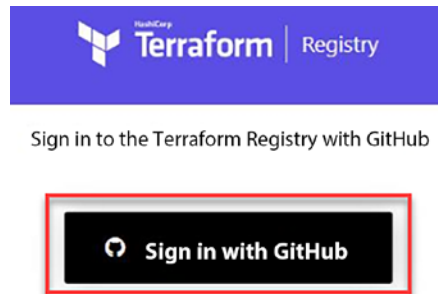 HashiCorp
Terraform | Registry
Sign in to the Terraform Registry with GitHub
Sign in with GitHub